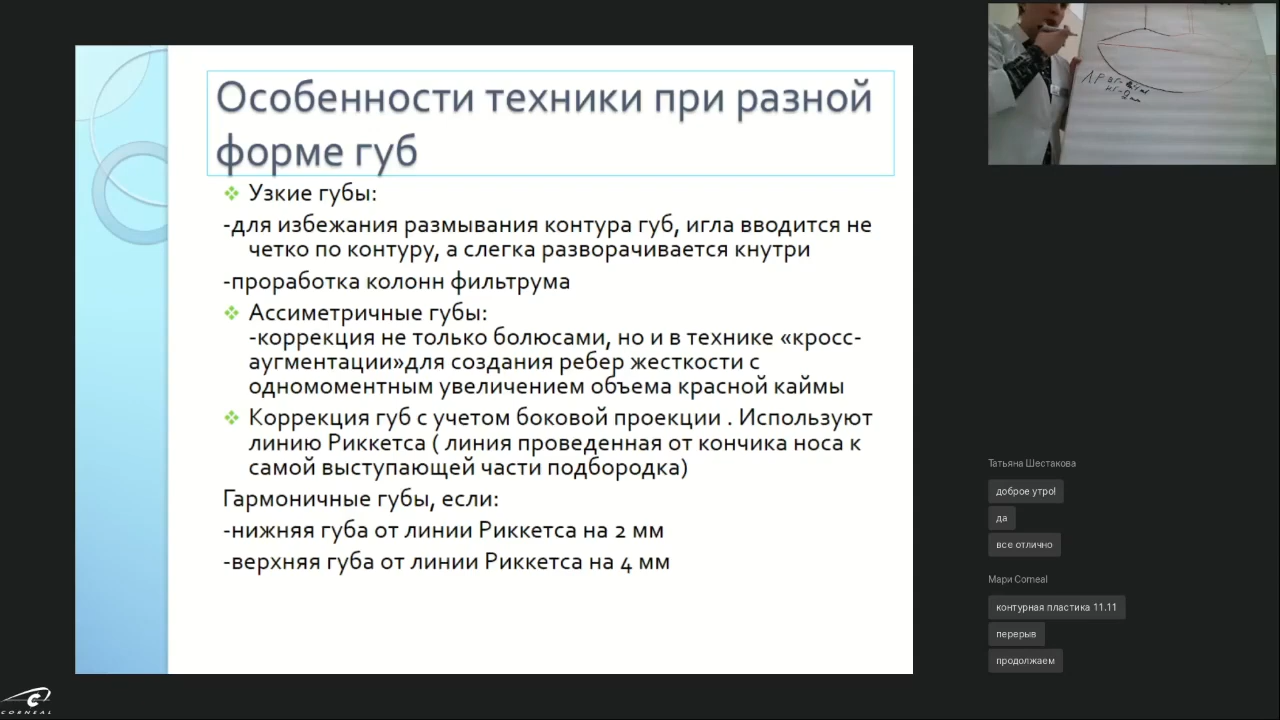 Особенности техники при разной
форме губ
Узкие губы:
-для избежания размывания контура губ, игла вводится не
четко по контуру, а слегка разворачивается кнутри
-проработка колонн фильтрума
Ассиметричные губы:
-коррекция не только болюсами, но и в технике «кросс-
аугментации»для создания ребер жесткости с
одномоментным увеличением объема красной каймы
Коррекция губ с учетом боковой проекции . Используют
линию Риккетса ( линия проведенная от кончика носа к
самой выступающей части подбородка)
Гармоничные губы, если:
-нижняя губа от линии Риккетса на 2 мм
-верхняя губа от линии Риккетса на 4 мм
Татьяна Шестакова
доброе утро!
да
все отлично
Мари Corneal
контурная пластика 11.11
перерыв
продолжаем
CORNEAL